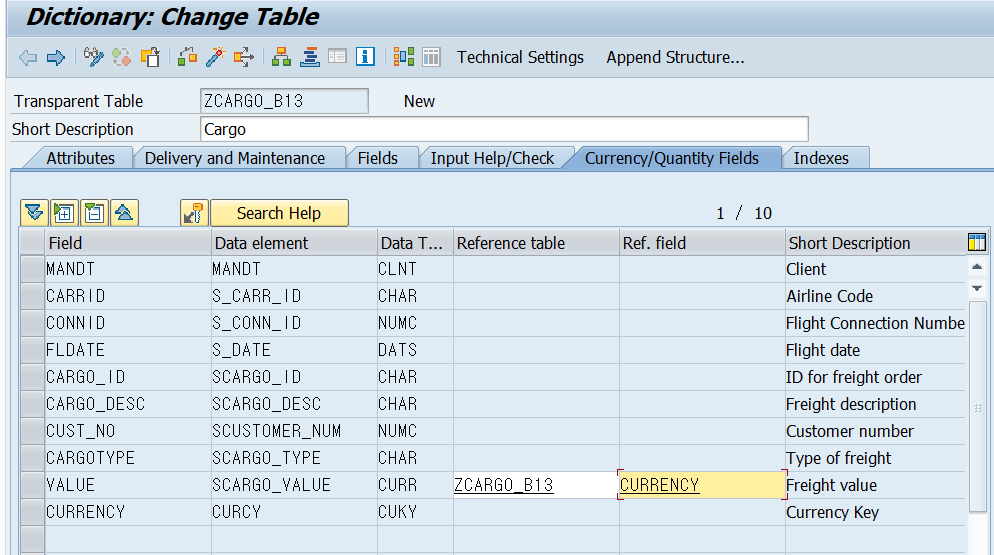 Dictionary: Change Table
Technical Settings Append Structure...
Transparent Table ZCARGO_B13 New
Short Description Cargo
Attributes Delivery and Maintenance Fields Input Help/Check Currency/Quantity Fields Indexes
Search Help 1 / 10
Field Data element Data T... Reference table Ref. field Short Description
MANDT MANDT CLNT Client
CARRID S_CARR_ID CHAR Airline Code
CONNID S_CONN_ID NUMC Flight Connection Numbe
FLDATE S_DATE DATS Flight date
CARGO_ID SCARGO_ID CHAR ID for freight order
CARGO_DESC SCARGO_DESC CHAR Freight description
CUST_NO SCUSTOMER_NUM NUMC Customer number
CARGOTYPE SCARGO_TYPE CHAR Type of freight
VALUE SCARGO_VALUE CURR ZCARGO_B13 CURRENCY Freight value
CURRENCY CURCY CUKY Currency Key